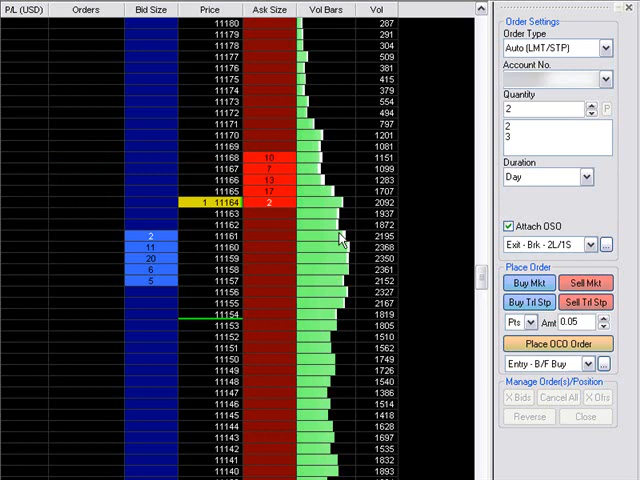 P/L (USD) Orders Bid Size Price Ask Size Vol Bars Vol
11180 287
11179 291
11178 304
11177 509
11176 381
11175 415
11174 379
11173 554
11172 494
11171 797
11170 1201
11169 1081
11168 10 1151
11167 7 1099
11166 13 1283
11165 17 1707
1 11164 2 2092
11163 1937
11162 1872
2 11161 2195
11 11160 2368
20 11159 2350
6 11158 2361
5 11157 2152
11156 2327
11155 2167
11154 1819
11153 1805
11152 1510
11151 1562
11150 1749
11149 1726
11148 1540
11147 1386
11146 1514
11145 1418
11144 1628
11143 1697
11142 1535
11141 1832
11140 1893
Order Settings
Order Type
Auto (LMT/STP)
Account No.
Quantity
2
P
2
3
Duration
Day
Attach OSO
Exit - Brk - 2L/1S
...
Place Order
Buy Mkt Sell Mkt
Buy Trl Stp Sell Trl Stp
Pts Amt 0.05
Place OCO Order
Entry - B/F Buy
...
Manage Order(s)/Position
X Bids Cancel All X Ofrs
Reverse Close